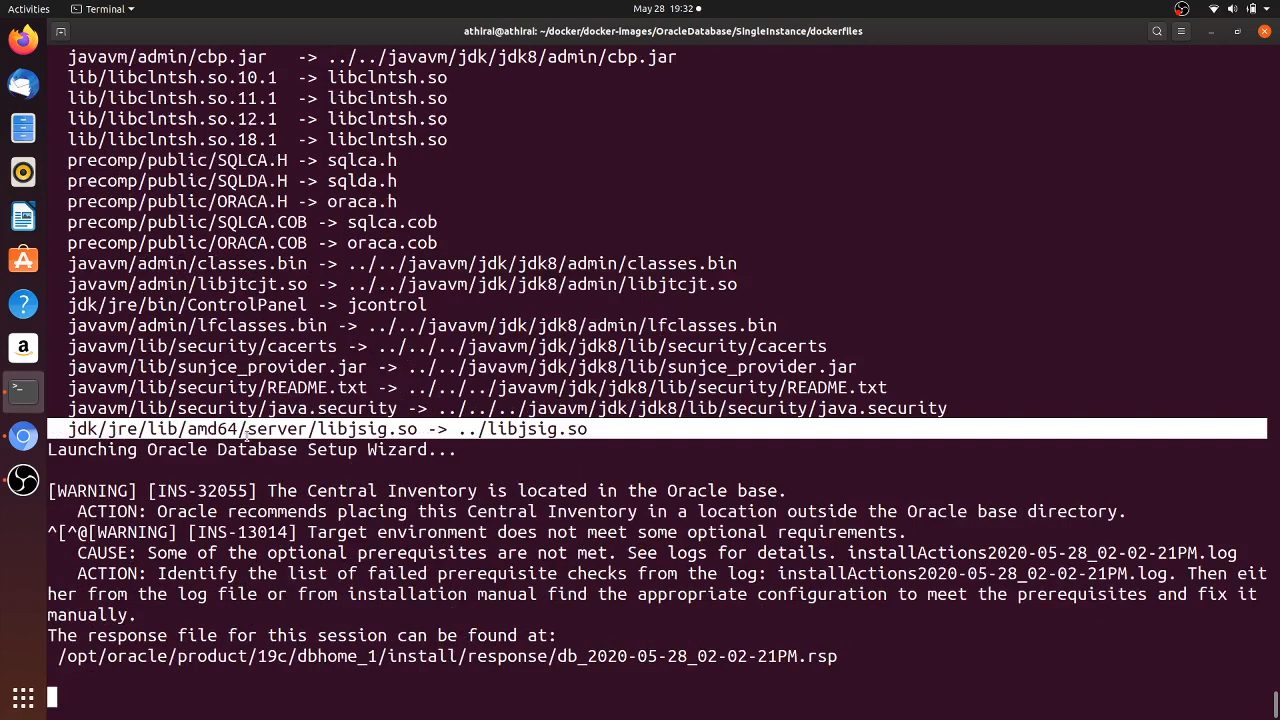 Activities
Terminal
May 28 19:32
athirai@athirai: ~/docker/docker-images/OracleDatabase/SingleInstance/dockerfiles
javavm/admin/cbp.jar   -> ../../javavm/jdk/jdk8/admin/cbp.jar
lib/libclntsh.so.10.1  -> libclntsh.so
lib/libclntsh.so.11.1  -> libclntsh.so
lib/libclntsh.so.12.1  -> libclntsh.so
lib/libclntsh.so.18.1  -> libclntsh.so
precomp/public/SQLCA.H -> sqlca.h
precomp/public/SQLDA.H -> sqlda.h
precomp/public/ORACA.H -> oraca.h
precomp/public/SQLCA.COB -> sqlca.cob
precomp/public/ORACA.COB -> oraca.cob
javavm/admin/classes.bin -> ../../javavm/jdk/jdk8/admin/classes.bin
javavm/admin/libjtcjt.so -> ../../javavm/jdk/jdk8/admin/libjtcjt.so
jdk/jre/bin/ControlPanel -> jcontrol
javavm/admin/lfclasses.bin -> ../../javavm/jdk/jdk8/admin/lfclasses.bin
javavm/lib/security/cacerts -> ../../../javavm/jdk/jdk8/lib/security/cacerts
javavm/lib/sunjce_provider.jar -> ../../javavm/jdk/jdk8/lib/sunjce_provider.jar
javavm/lib/security/README.txt -> ../../../javavm/jdk/jdk8/lib/security/README.txt
javavm/lib/security/java.security -> ../../../javavm/jdk/jdk8/lib/security/java.security
jdk/jre/lib/amd64/server/libjsig.so -> ../libjsig.so
Launching Oracle Database Setup Wizard...
[WARNING] [INS-32055] The Central Inventory is located in the Oracle base.
ACTION: Oracle recommends placing this Central Inventory in a location outside the Oracle base directory.
^[^@[WARNING] [INS-13014] Target environment does not meet some optional requirements.
CAUSE: Some of the optional prerequisites are not met. See logs for details. installActions2020-05-28_02-02-21PM.log
ACTION: Identify the list of failed prerequisite checks from the log: installActions2020-05-28_02-02-21PM.log. Then eit
her from the log file or from installation manual find the appropriate configuration to meet the prerequisites and fix it
manually.
The response file for this session can be found at:
/opt/oracle/product/19c/dbhome_1/install/response/db_2020-05-28_02-02-21PM.rsp